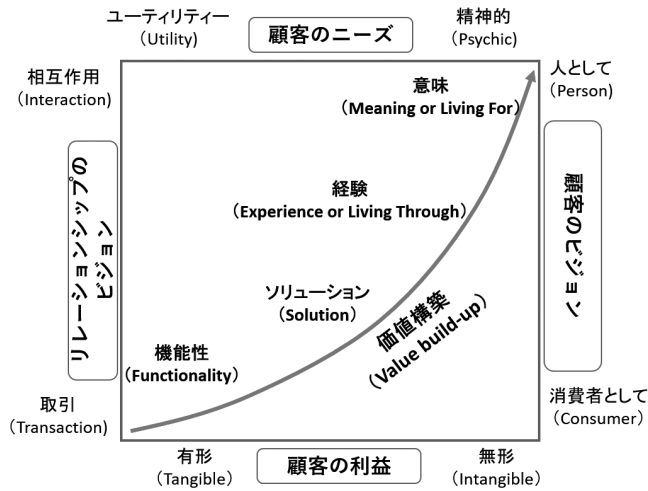 ユーティリティー
(Utility)
顧客のニーズ
精神的
(Psychic)
相互作用
(Interaction)
人として
(Person)
意味
(Meaning or Living For)
リレーションシップの
ビジョン
経験
(Experience or Living Through)
顧客のビジョン
ソリューション
(Solution)
価値構築
(Value build-up)
機能性
(Functionality)
取引
(Transaction)
消費者として
(Consumer)
有形
(Tangible)
顧客の利益
無形
(Intangible)